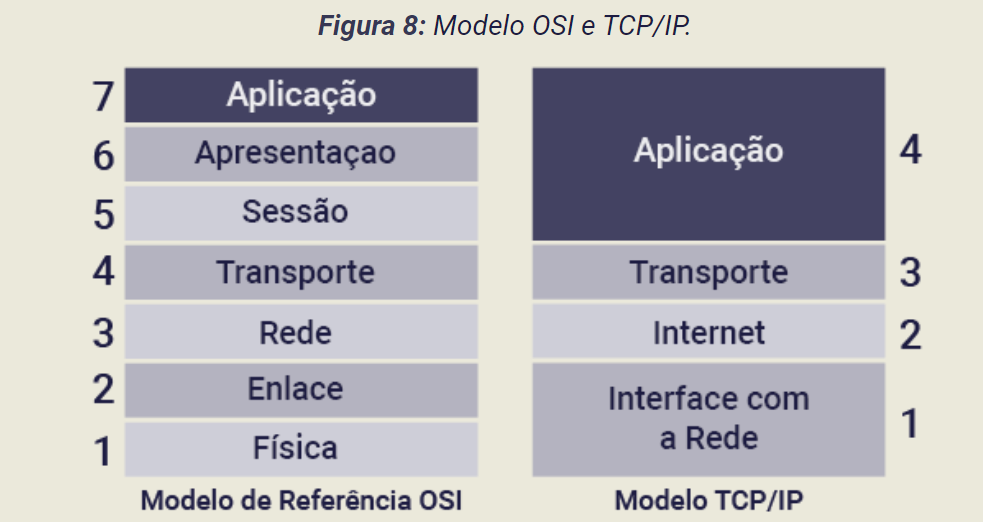 Figura 8: Modelo OSI e TCP/IP.
7 Aplicação
6 Apresentaçao
5 Sessão
4 Transporte
3 Rede
2 Enlace
1 Física
Modelo de Referência OSI
Aplicação 4
Transporte 3
Internet 2
Interface com
a Rede 1
Modelo TCP/IP